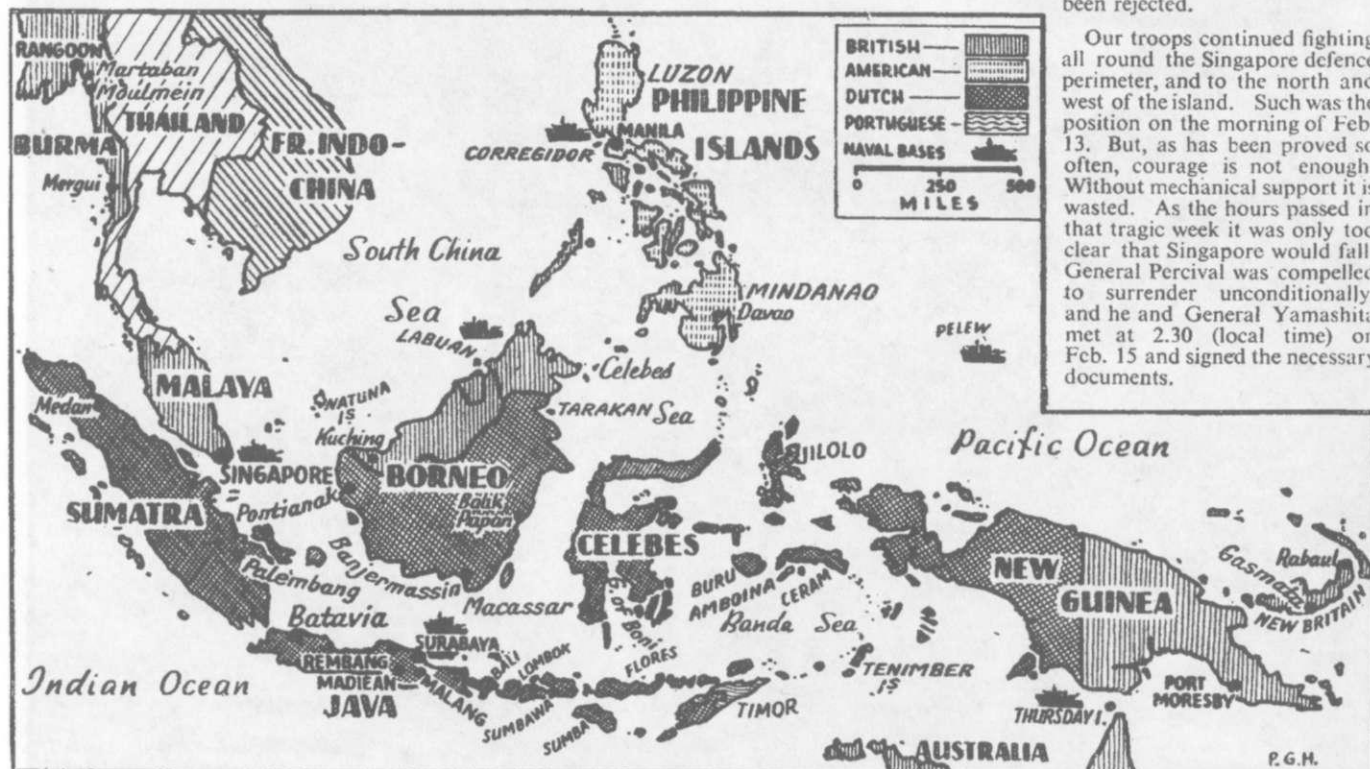 been rejected.
Our troops continued fighting
all round the Singapore defence
perimeter, and to the north and
west of the island. Such was the
position on the morning of Feb
13. But, as has been proved so
often, courage is not enough
Without mechanical support it i
wasted. As the hours passed in
that tragic week it was only too
clear that Singapore would fall
General Percival was compelled
to surrender unconditionally
and he and General Yamashita
met at 2.30 (local time) on
Feb. 15 and signed the necessary
documents.
BRITISH
AMERICAN
DUTCH
PORTUGUESE
NAVAL BASES
0 250 500
MILES
RANGOON
Martaban
Moulmein
THAILAND
BURMA
FR. INDO-
CHINA
Mergui
LUZON
PHILIPPINE
ISLANDS
MANILA
CORREGIDOR
South China
Sea
LABUAN
MINDANAO
Davao
PELEW
Celebes
Sea
TARAKAN
MALAYA
Medan
NATUNA
IS
Kuching
SINGAPORE
BORNEO
Balik
Papan
Pontianak
SUMATRA
Palembang
Banjermassin
JILOLO
Pacific Ocean
CELEBES
G. of Boni
Macassar
BURU
AMBOINA
CERAM
Banda Sea
NEW
GUINEA
Gasmata
Rabaul
NEW BRITAIN
Batavia
SURABAYA
REMBANG
MADIEAN
MALANG
JAVA
BALI
LOMBOK
SUMBAWA
SUMBA
FLORES
TIMOR
TENIMBER
IS
Indian Ocean
THURSDAY I.
PORT
MORESBY
AUSTRALIA
P.G.H.